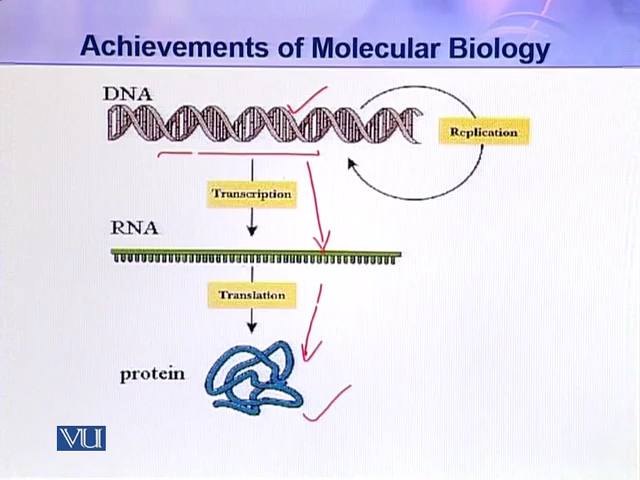 Achievements of Molecular Biology
DNA
Replication
Transcription
RNA
Translation
protein
VU